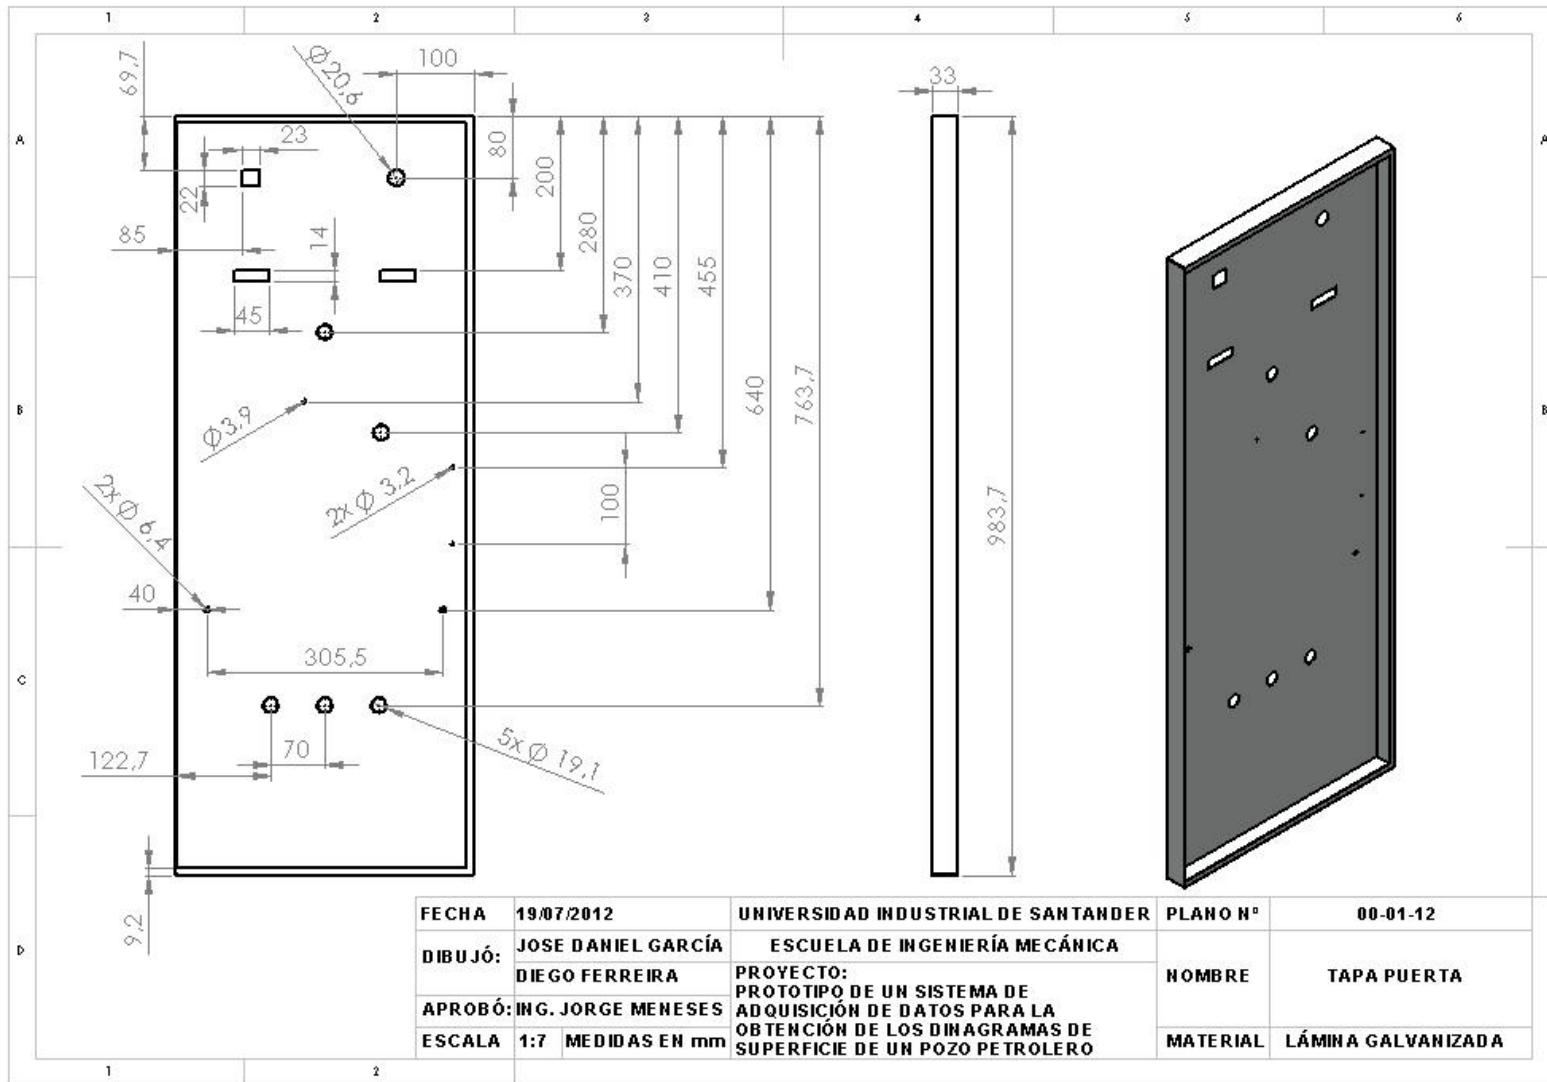 1 2 3 4 5 6
A A
B B
C
D
69,7
Ø20,6
100
33
23
80
22
200
85
14
280
370
410
455
45
640
763,7
983,7
Ø3,9
2x Ø 3,2
100
2x Ø 6,4
40
305,5
122,7
70
5x Ø 19,1
9,2
FECHA 19/07/2012 UNIVERSIDAD INDUSTRIAL DE SANTANDER PLANO Nº 00-01-12
DIBUJÓ: JOSE DANIEL GARCÍA ESCUELA DE INGENIERÍA MECÁNICA
DIEGO FERREIRA PROYECTO: NOMBRE TAPA PUERTA
PROTOTIPO DE UN SISTEMA DE
APROBÓ: ING. JORGE MENESES ADQUISICIÓN DE DATOS PARA LA
OBTENCIÓN DE LOS DINAGRAMAS DE
ESCALA 1:7 MEDIDAS EN mm SUPERFICIE DE UN POZO PETROLERO MATERIAL LÁMINA GALVANIZADA
1 2